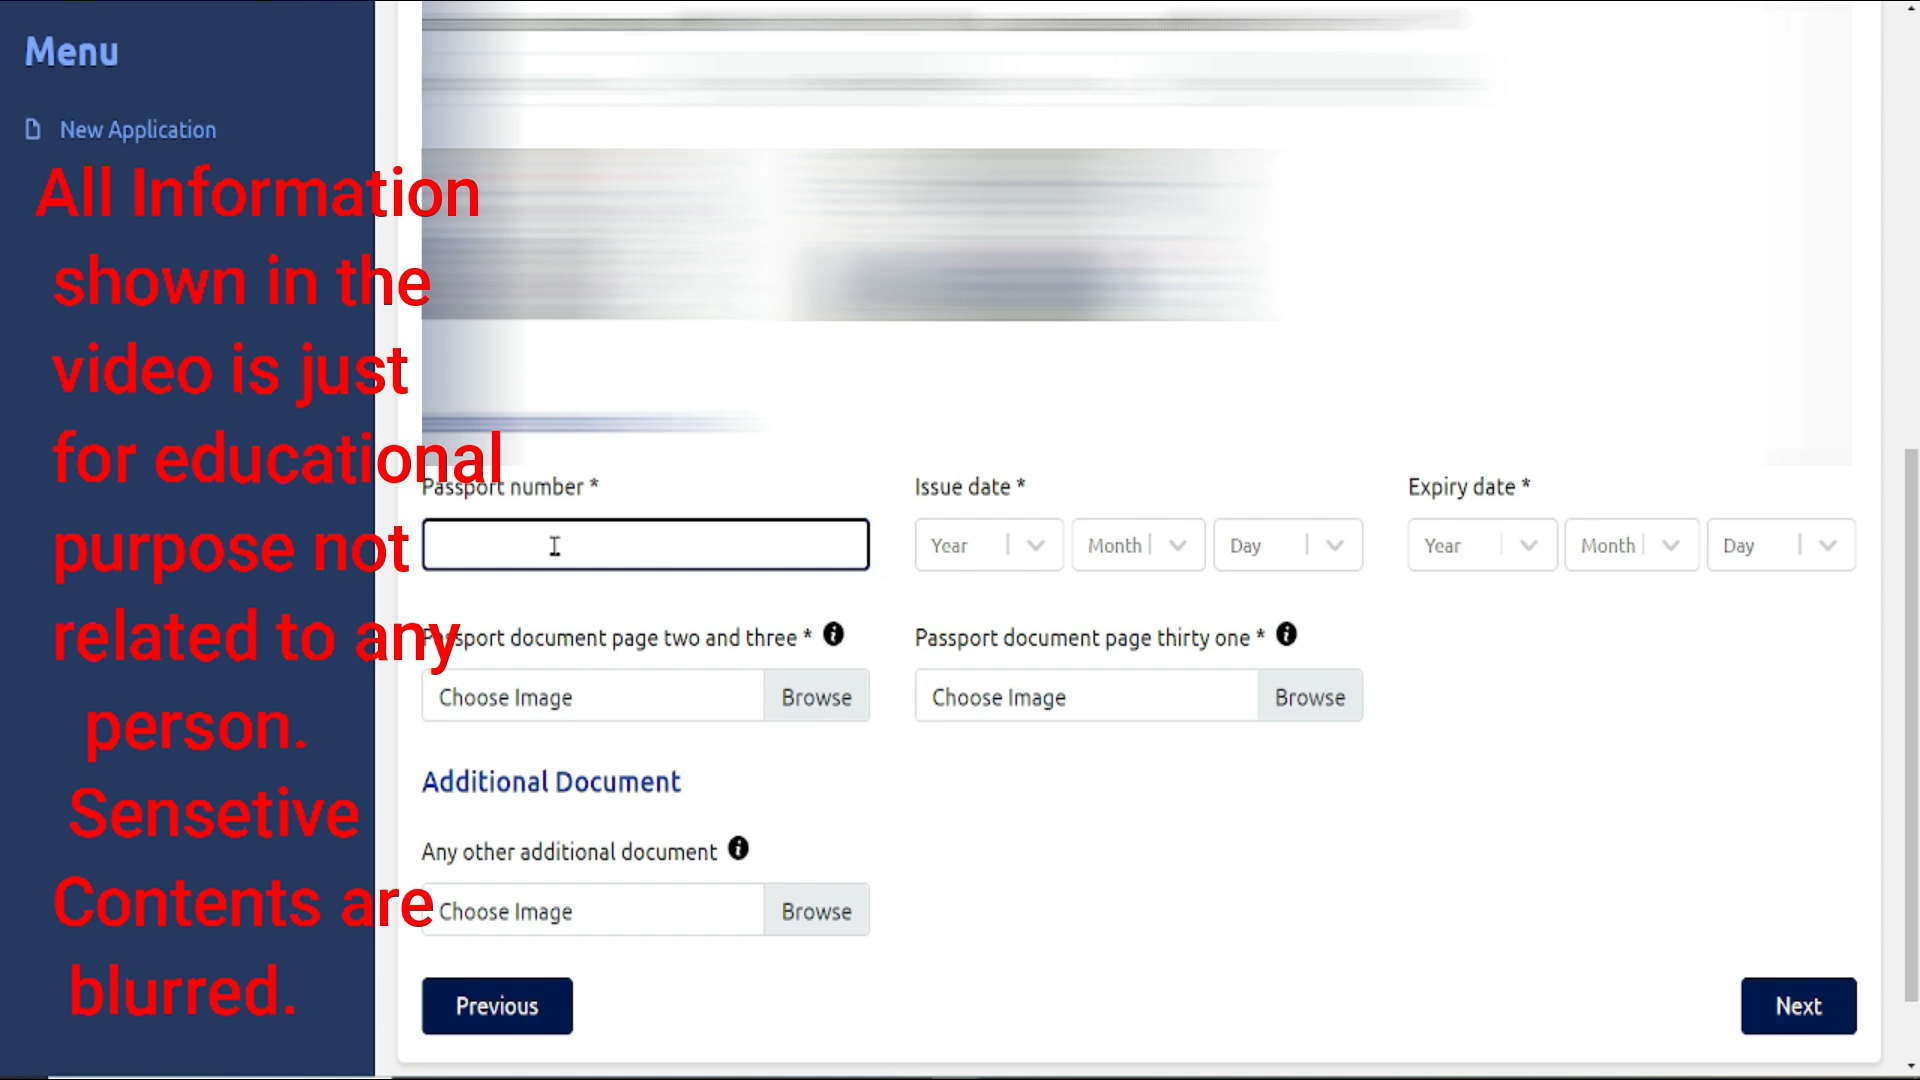 Menu
New Application
All Information
shown in the
video is just
for educational
purpose not
related to any
person.
Sensetive
Contents are
blurred.
Passport number * Issue date * Expiry date *
Year Month Day Year Month Day
Passport document page two and three * Passport document page thirty one *
Choose Image Browse Choose Image Browse
Additional Document
Any other additional document
Choose Image Browse
Previous Next